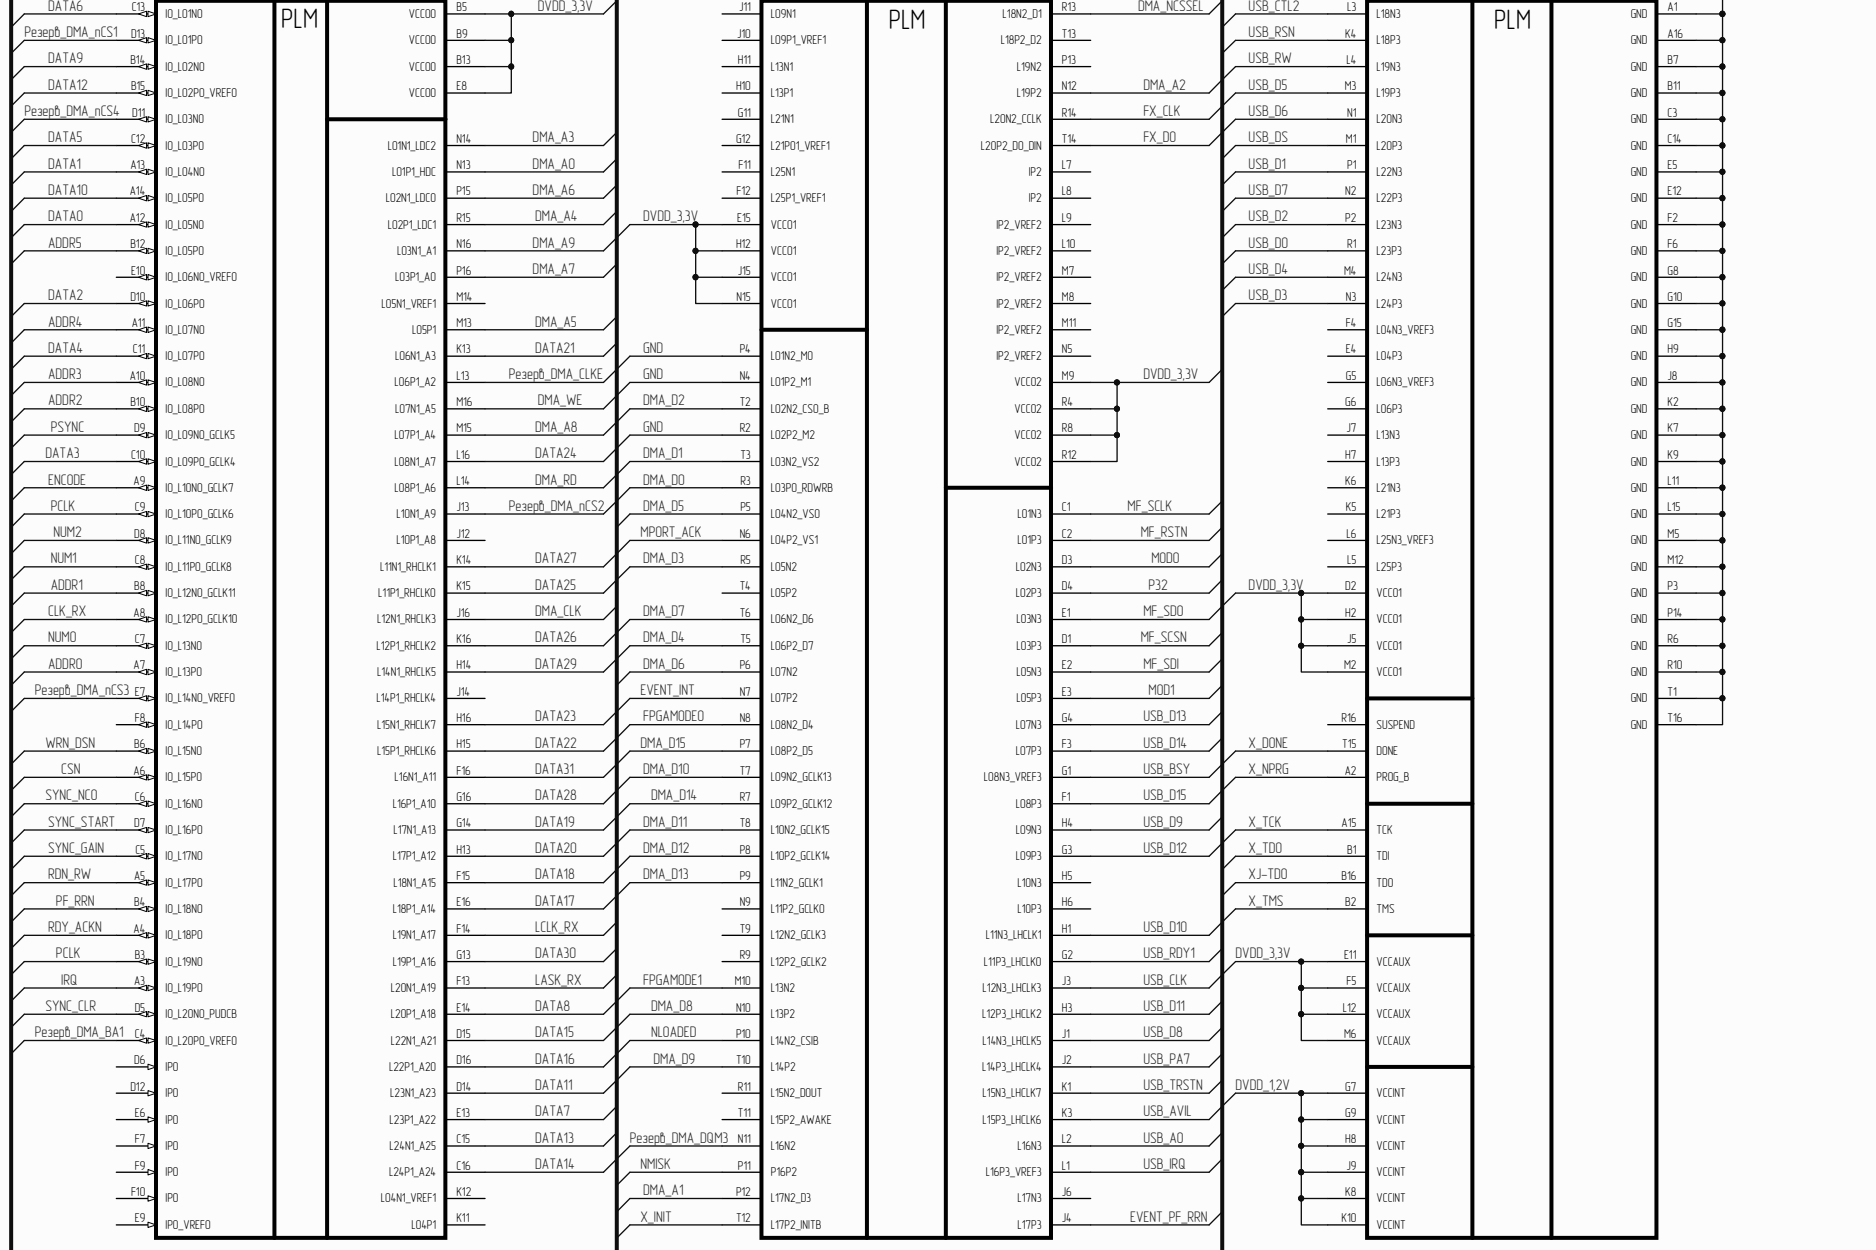 PLM
DATA6 C13 IO_L01N0
Резерв_DMA_nCS1 D13 IO_L01P0
DATA9 B14 IO_L02N0
DATA12 B15 IO_L02P0_VREF0
Резерв_DMA_nCS4 D11 IO_L03N0
DATA5 C12 IO_L03P0
DATA1 A13 IO_L04N0
DATA10 A14 IO_L05P0
DATA0 A12 IO_L05N0
ADDR5 B12 IO_L05P0
E10 IO_L06N0_VREF0
DATA2 D10 IO_L06P0
ADDR4 A11 IO_L07N0
DATA4 C11 IO_L07P0
ADDR3 A10 IO_L08N0
ADDR2 B10 IO_L08P0
PSYNC D9 IO_L09N0_GCLK5
DATA3 C10 IO_L09P0_GCLK4
ENCODE A9 IO_L10N0_GCLK7
PCLK C9 IO_L10P0_GCLK6
NUM2 D8 IO_L11N0_GCLK9
NUM1 C8 IO_L11P0_GCLK8
ADDR1 B8 IO_L12N0_GCLK11
CLK_RX A8 IO_L12P0_GCLK10
NUM0 C7 IO_L13N0
ADDR0 A7 IO_L13P0
Резерв_DMA_nCS3 E7 IO_L14N0_VREF0
F8 IO_L14P0
WRN_DSN B6 IO_L15N0
CSN A6 IO_L15P0
SYNC_NCO C6 IO_L16N0
SYNC_START D7 IO_L16P0
SYNC_GAIN C5 IO_L17N0
RDN_RW A5 IO_L17P0
PF_RRN B4 IO_L18N0
RDY_ACKN A4 IO_L18P0
PCLK B3 IO_L19N0
IRQ A3 IO_L19P0
SYNC_CLR D5 IO_L20N0_PUDCB
Резерв_DMA_BA1 C4 IO_L20P0_VREF0
D6 IP0
D12 IP0
E6 IP0
F7 IP0
F9 IP0
F10 IP0
E9 IP0_VREF0
VCCO0 B5 DVDD_3,3V
VCCO0 B9
VCCO0 B13
VCCO0 E8
L01N1_LDC2 N14 DMA_A3
L01P1_HDC N13 DMA_A0
L02N1_LDC0 P15 DMA_A6
L02P1_LDC1 R15 DMA_A4
L03N1_A1 N16 DMA_A9
L03P1_A0 P16 DMA_A7
L05N1_VREF1 M14
L05P1 M13 DMA_A5
L06N1_A3 K13 DATA21
L06P1_A2 L13 Резерв_DMA_CLKE
L07N1_A5 M16 DMA_WE
L07P1_A4 M15 DMA_A8
L08N1_A7 L16 DATA24
L08P1_A6 L14 DMA_RD
L10N1_A9 J13 Резерв_DMA_nCS2
L10P1_A8 J12
L11N1_RHCLK1 K14 DATA27
L11P1_RHCLK0 K15 DATA25
L12N1_RHCLK3 J16 DMA_CLK
L12P1_RHCLK2 K16 DATA26
L14N1_RHCLK5 H14 DATA29
L14P1_RHCLK4 J14
L15N1_RHCLK7 H16 DATA23
L15P1_RHCLK6 H15 DATA22
L16N1_A11 F16 DATA31
L16P1_A10 G16 DATA28
L17N1_A13 G14 DATA19
L17P1_A12 H13 DATA20
L18N1_A15 F15 DATA18
L18P1_A14 E16 DATA17
L19N1_A17 F14 LCLK_RX
L19P1_A16 G13 DATA30
L20N1_A19 F13 LASK_RX
L20P1_A18 E14 DATA8
L22N1_A21 D15 DATA15
L22P1_A20 D16 DATA16
L23N1_A23 D14 DATA11
L23P1_A22 E13 DATA7
L24N1_A25 C15 DATA13
L24P1_A24 C16 DATA14
L04N1_VREF1 K12
L04P1 K11
PLM
J11 L09N1
J10 L09P1_VREF1
H11 L13N1
H10 L13P1
G11 L21N1
G12 L21P01_VREF1
F11 L25N1
F12 L25P1_VREF1
DVDD_3,3V E15 VCCO1
H12 VCCO1
J15 VCCO1
N15 VCCO1
GND P4 L01N2_M0
GND N4 L01P2_M1
DMA_D2 T2 L02N2_CSO_B
GND R2 L02P2_M2
DMA_D1 T3 L03N2_VS2
DMA_D0 R3 L03P0_RDWRB
DMA_D5 P5 L04N2_VS0
MPORT_ACK N6 L04P2_VS1
DMA_D3 R5 L05N2
T4 L05P2
DMA_D7 T6 L06N2_D6
DMA_D4 T5 L06P2_D7
DMA_D6 P6 L07N2
EVENT_INT N7 L07P2
FPGAMODE0 N8 L08N2_D4
DMA_D15 P7 L08P2_D5
DMA_D10 T7 L09N2_GCLK13
DMA_D14 R7 L09P2_GCLK12
DMA_D11 T8 L10N2_GCLK15
DMA_D12 P8 L10P2_GCLK14
DMA_D13 P9 L11N2_GCLK1
N9 L11P2_GCLK0
T9 L12N2_GCLK3
R9 L12P2_GCLK2
FPGAMODE1 M10 L13N2
DMA_D8 N10 L13P2
NLOADED P10 L14N2_CSIB
DMA_D9 T10 L14P2
R11 L15N2_DOUT
T11 L15P2_AWAKE
Резерв_DMA_DQM3 N11 L16N2
NMISK P11 P16P2
DMA_A1 P12 L17N2_D3
X_INIT T12 L17P2_INITB
L18N2_D1 R13 DMA_NCSSEL
L18P2_D2 T13
L19N2 P13
L19P2 N12 DMA_A2
L20N2_CCLK R14 FX_CLK
L20P2_D0_DIN T14 FX_D0
IP2 L7
IP2 L8
IP2_VREF2 L9
IP2_VREF2 L10
IP2_VREF2 M7
IP2_VREF2 M8
IP2_VREF2 M11
IP2_VREF2 N5
VCCO2 M9 DVDD_3,3V
VCCO2 R4
VCCO2 R8
VCCO2 R12
L01N3 C1 MF_SCLK
L01P3 C2 MF_RSTN
L02N3 D3 MOD0
L02P3 D4 P32
L03N3 E1 MF_SDO
L03P3 D1 MF_SCSN
L05N3 E2 MF_SDI
L05P3 E3 MOD1
L07N3 G4 USB_D13
L07P3 F3 USB_D14
L08N3_VREF3 G1 USB_BSY
L08P3 F1 USB_D15
L09N3 H4 USB_D9
L09P3 G3 USB_D12
L10N3 H5
L10P3 H6
L11N3_LHCLK1 H1 USB_D10
L11P3_LHCLK0 G2 USB_RDY1
L12N3_LHCLK3 J3 USB_CLK
L12P3_LHCLK2 H3 USB_D11
L14N3_LHCLK5 J1 USB_D8
L14P3_LHCLK4 J2 USB_PA7
L15N3_LHCLK7 K1 USB_TRSTN
L15P3_LHCLK6 K3 USB_AVIL
L16N3 L2 USB_A0
L16P3_VREF3 L1 USB_IRQ
L17N3 J6
L17P3 J4 EVENT_PF_RRN
PLM
USB_CTL2 L3 L18N3
USB_RSN K4 L18P3
USB_RW L4 L19N3
USB_D5 M3 L19P3
USB_D6 N1 L20N3
USB_DS M1 L20P3
USB_D1 P1 L22N3
USB_D7 N2 L22P3
USB_D2 P2 L23N3
USB_D0 R1 L23P3
USB_D4 M4 L24N3
USB_D3 N3 L24P3
F4 L04N3_VREF3
E4 L04P3
G5 L06N3_VREF3
G6 L06P3
J7 L13N3
H7 L13P3
K6 L21N3
K5 L21P3
L6 L25N3_VREF3
L5 L25P3
DVDD_3,3V D2 VCCO1
H2 VCCO1
J5 VCCO1
M2 VCCO1
R16 SUSPEND
X_DONE T15 DONE
X_NPRG A2 PROG_B
X_TCK A15 TCK
X_TDO B1 TDI
XJ-TDO B16 TDO
X_TMS B2 TMS
DVDD_3,3V E11 VCCAUX
F5 VCCAUX
L12 VCCAUX
M6 VCCAUX
DVDD_1,2V G7 VCCINT
G9 VCCINT
H8 VCCINT
J9 VCCINT
K8 VCCINT
K10 VCCINT
GND A1
GND A16
GND B7
GND B11
GND C3
GND C14
GND E5
GND E12
GND F2
GND F6
GND G8
GND G10
GND G15
GND H9
GND J8
GND K2
GND K7
GND K9
GND L11
GND L15
GND M5
GND M12
GND P3
GND P14
GND R6
GND R10
GND T1
GND T16